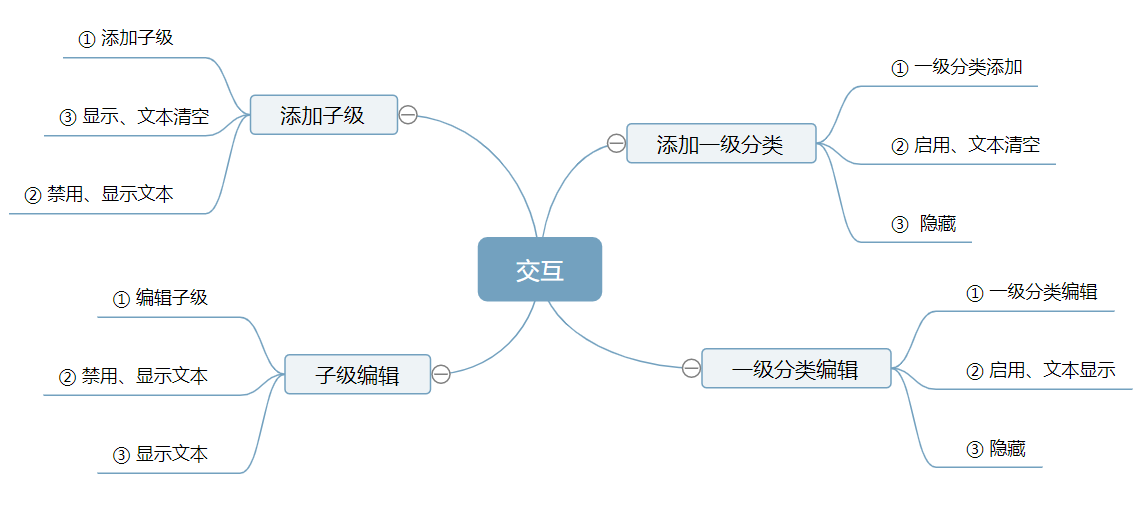 交互
添加一级分类
① 一级分类添加
② 启用、文本清空
③ 隐藏
一级分类编辑
① 一级分类编辑
② 启用、文本显示
③ 隐藏
添加子级
① 添加子级
③ 显示、文本清空
② 禁用、显示文本
子级编辑
① 编辑子级
② 禁用、显示文本
③ 显示文本